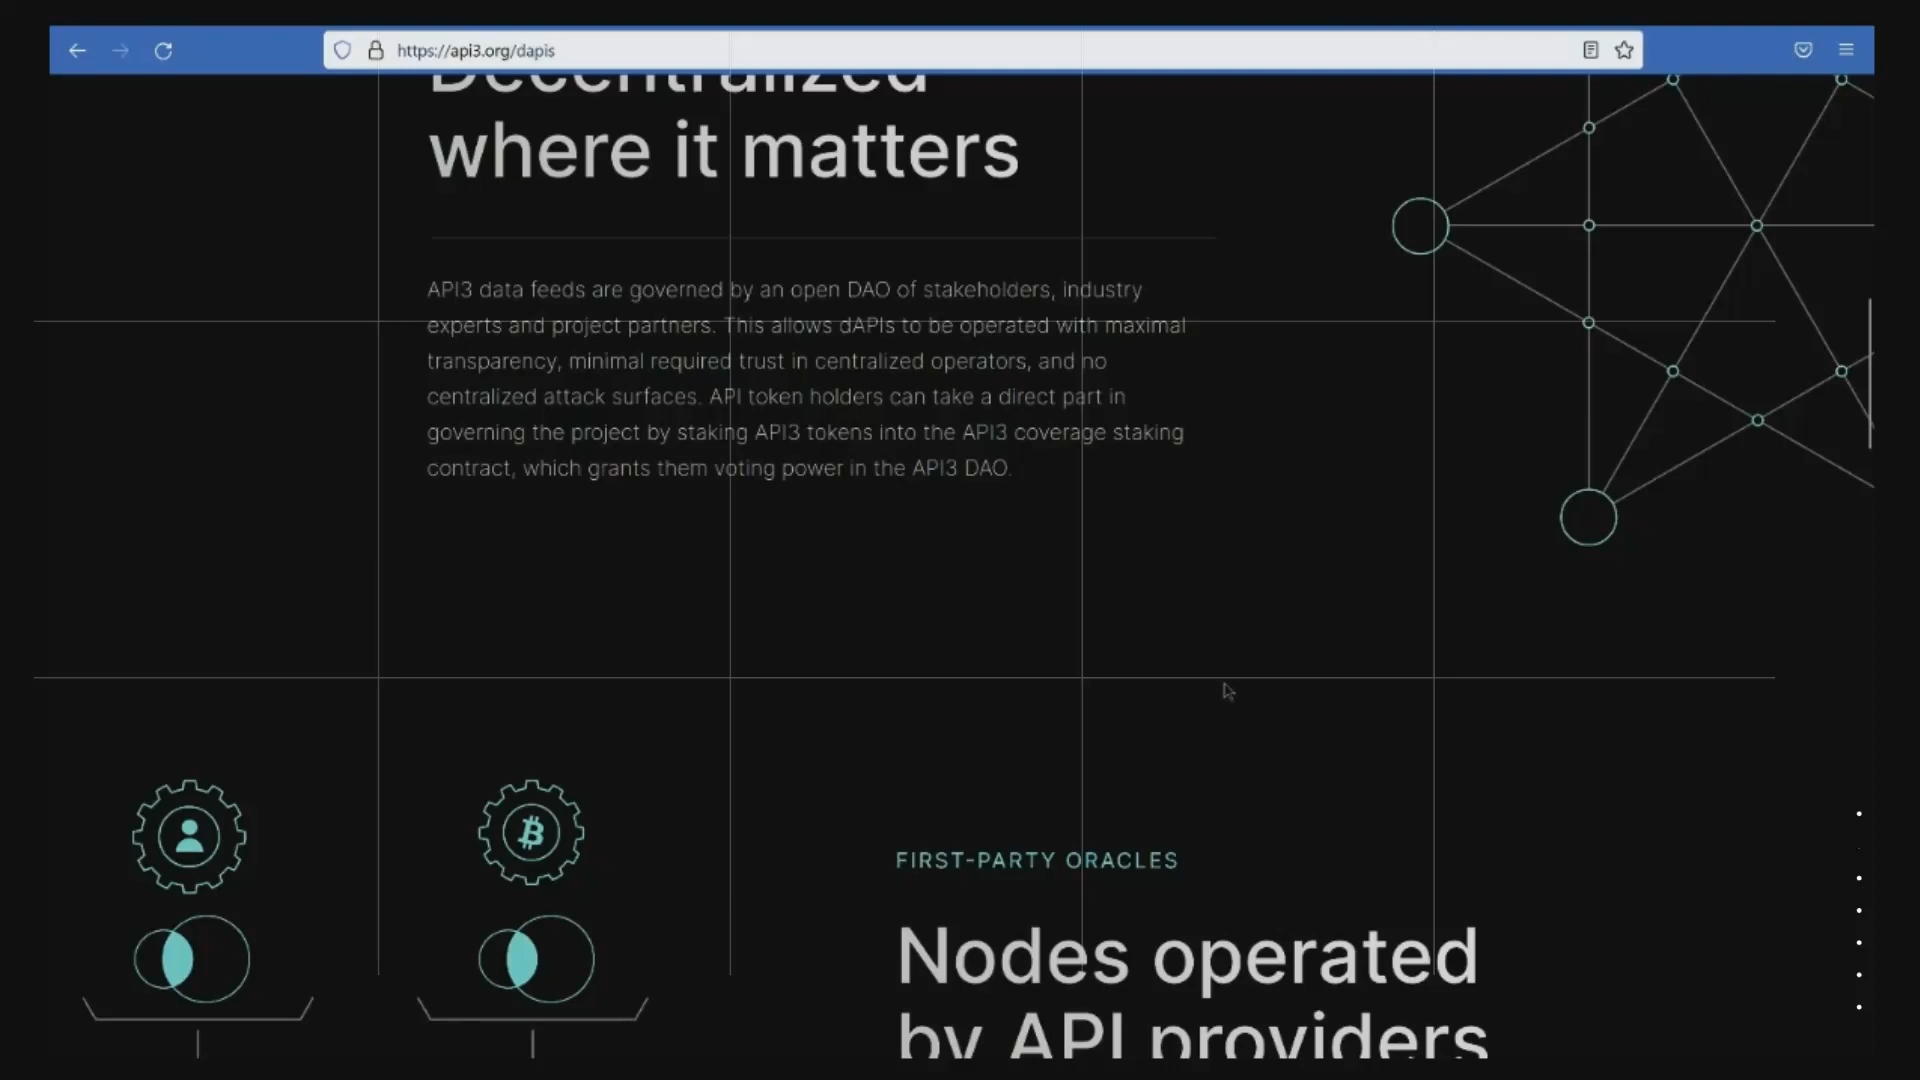 https://api3.org/dapis
Decentralized
where it matters
API3 data feeds are governed by an open DAO of stakeholders, industry
experts and project partners. This allows dAPIs to be operated with maximal
transparency, minimal required trust in centralized operators, and no
centralized attack surfaces. API token holders can take a direct part in
governing the project by staking API3 tokens into the API3 coverage staking
contract, which grants them voting power in the API3 DAO.
FIRST-PARTY ORACLES
Nodes operated
by API providers